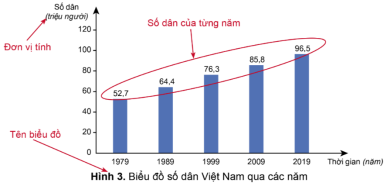 Số dân
(triệu người)
Số dân của từng năm
Đơn vị tính
120
100
80
60
40
20
0
52,7
64,4
76,3
85,8
96,5
1979
1989
1999
2009
2019
Thời gian (năm)
Tên biểu đồ
Hình 3. Biểu đồ số dân Việt Nam qua các năm